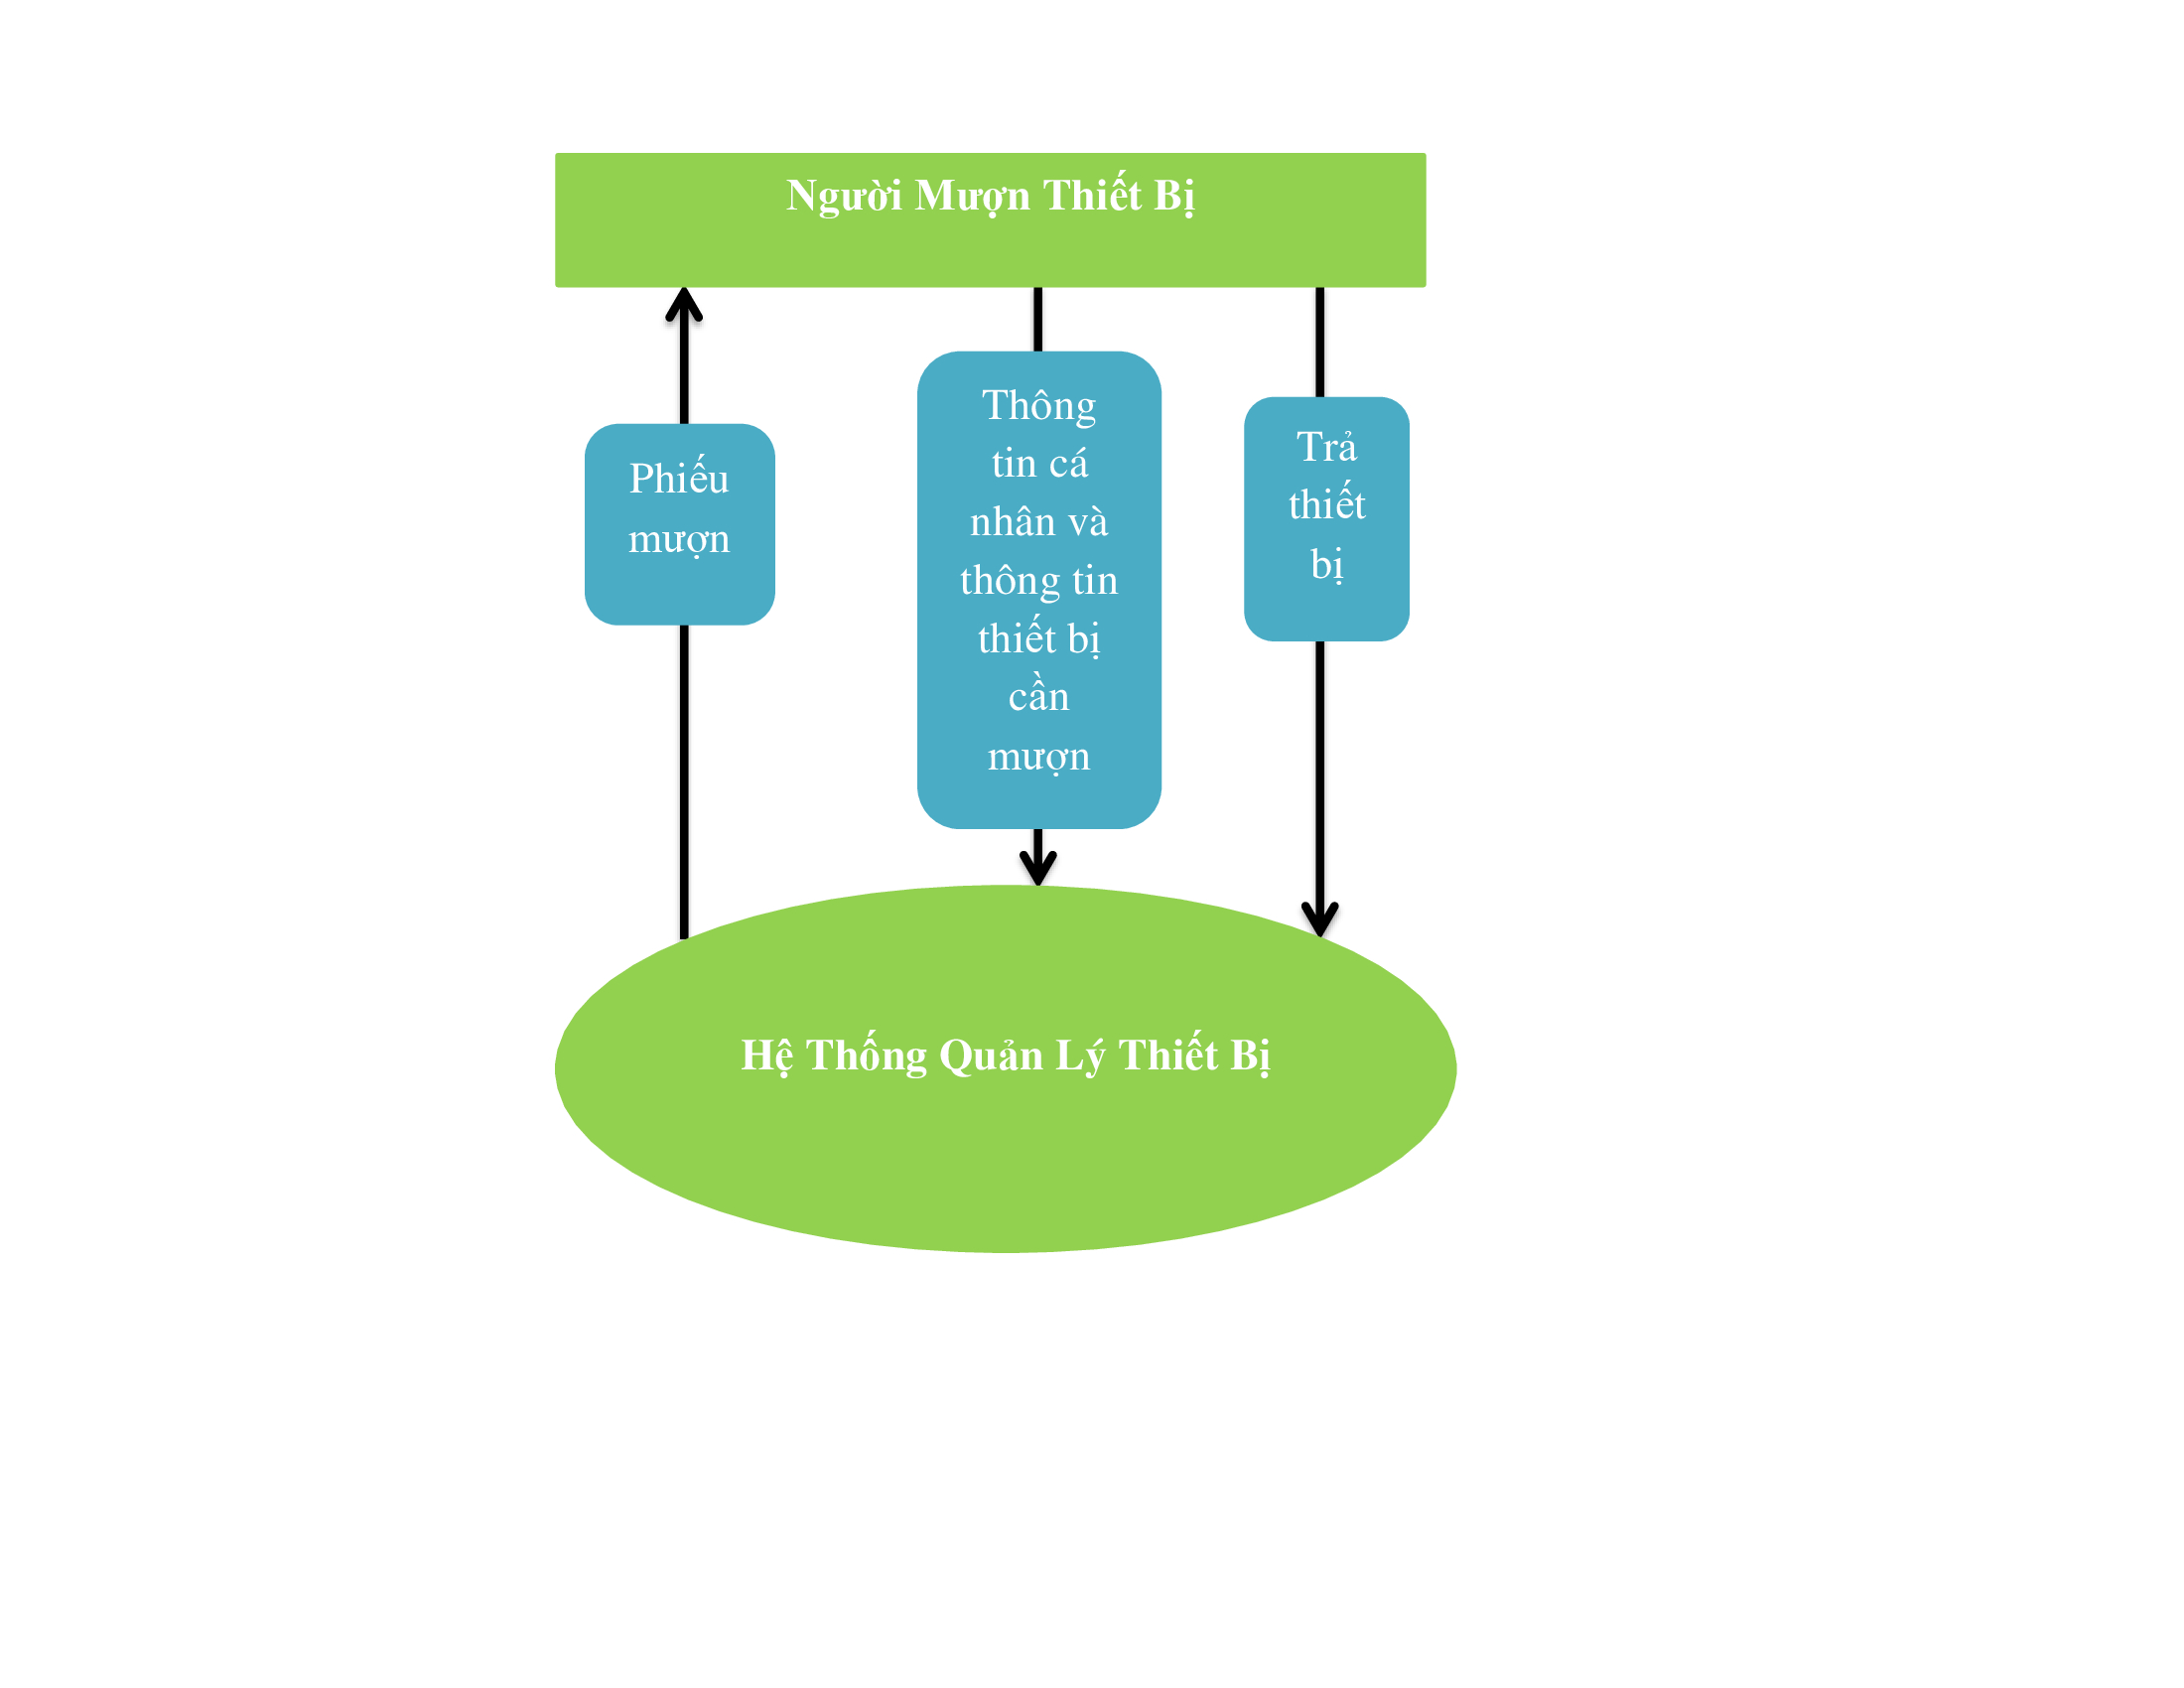 Người Mượn Thiết Bị
Phiếu
mượn
Thông
tin cá
nhân và
thông tin
thiết bị
cần
mượn
Trả
thiết
bị
Hệ Thống Quản Lý Thiết Bị